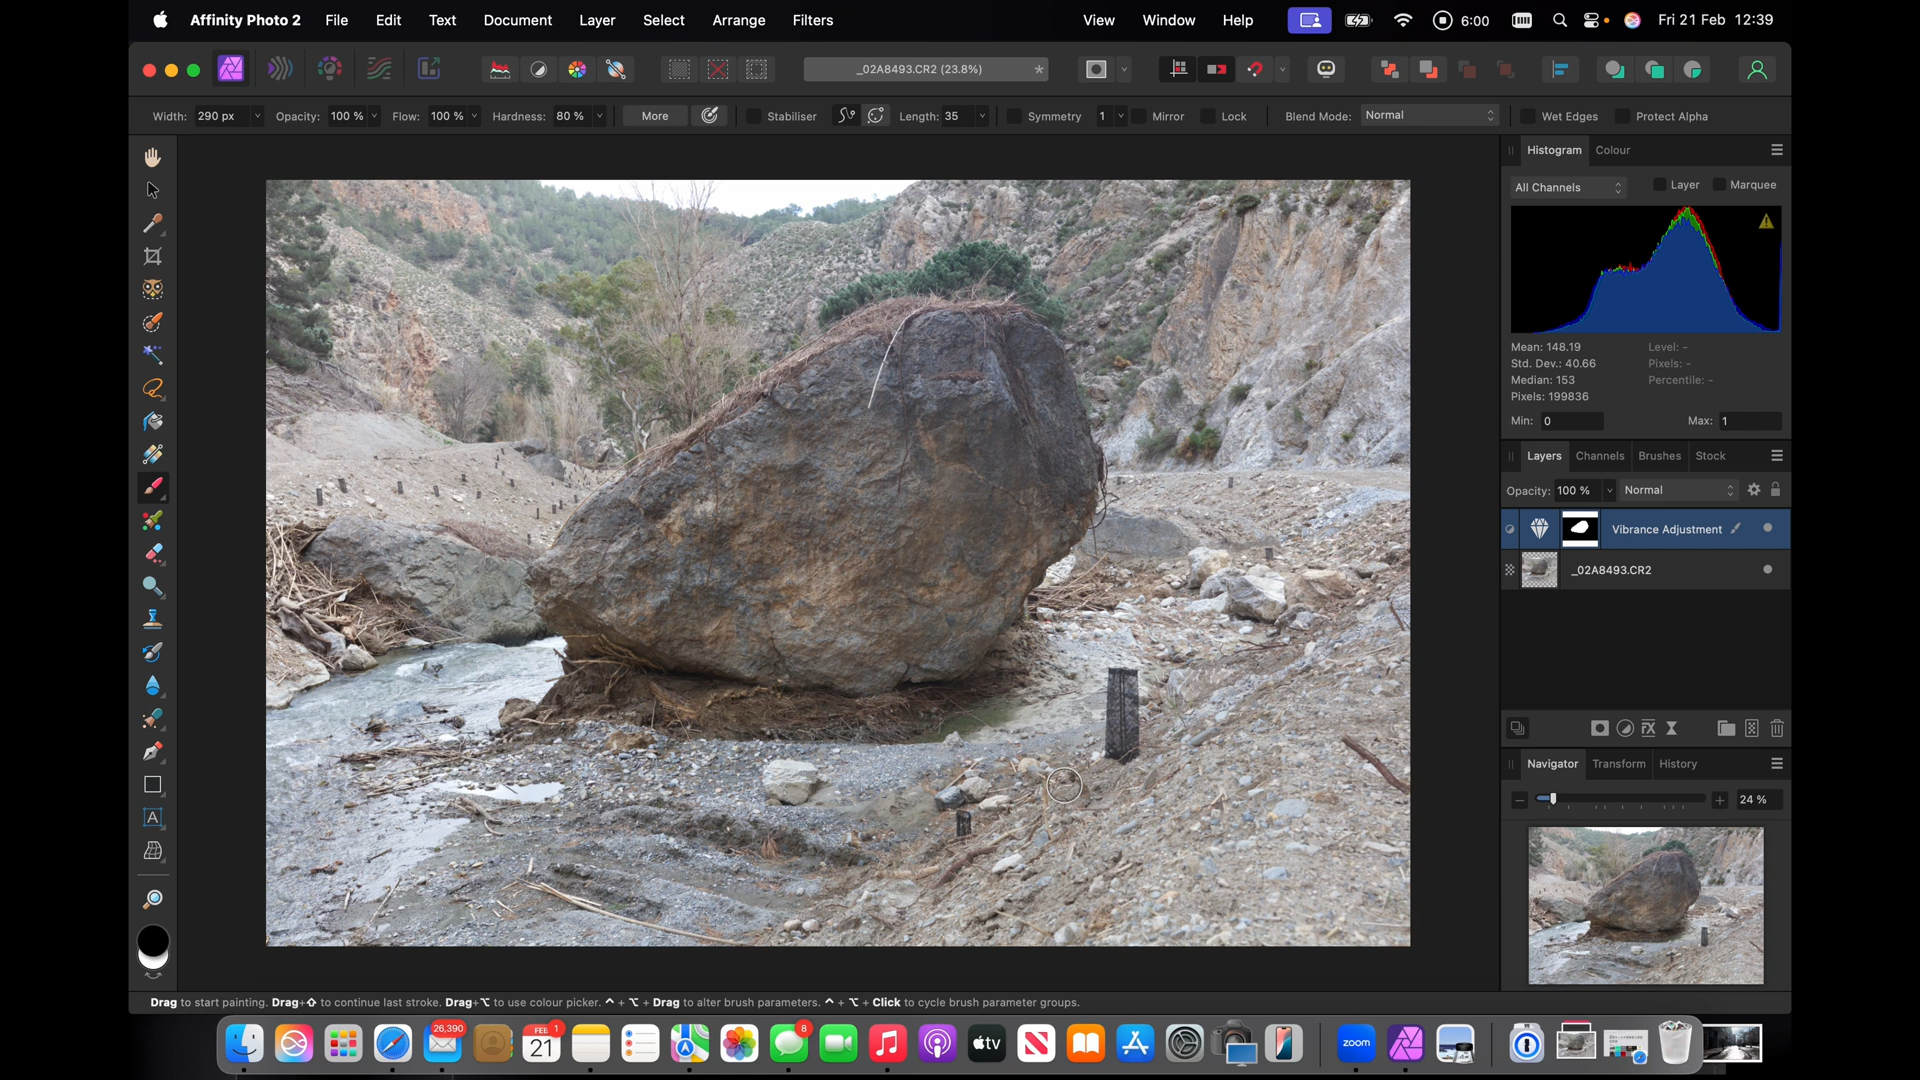 Affinity Photo 2 File Edit Text Document Layer Select Arrange Filters View Window Help 6:00 Fri 21 Feb 12:39
_02A8493.CR2 (23.8%) *
Width: 290 px Opacity: 100 % Flow: 100 % Hardness: 80 % More Stabiliser Length: 35 Symmetry 1 Mirror Lock Blend Mode: Normal Wet Edges Protect Alpha
Histogram Colour
All Channels Layer Marquee
Mean: 148.19 Level: -
Std. Dev.: 40.66 Pixels: -
Median: 153 Percentile: -
Pixels: 199836
Min: 0 Max: 1
Layers Channels Brushes Stock
Opacity: 100 % Normal
Vibrance Adjustment
_02A8493.CR2
FX
Navigator Transform History
24 %
A
Drag to start painting. Drag+⇧ to continue last stroke. Drag+⌥ to use colour picker. ^ + ⌥ + Drag to alter brush parameters. ^ + ⌥ + Click to cycle brush parameter groups.
26,390 FEB 1 8
21 tv zoom